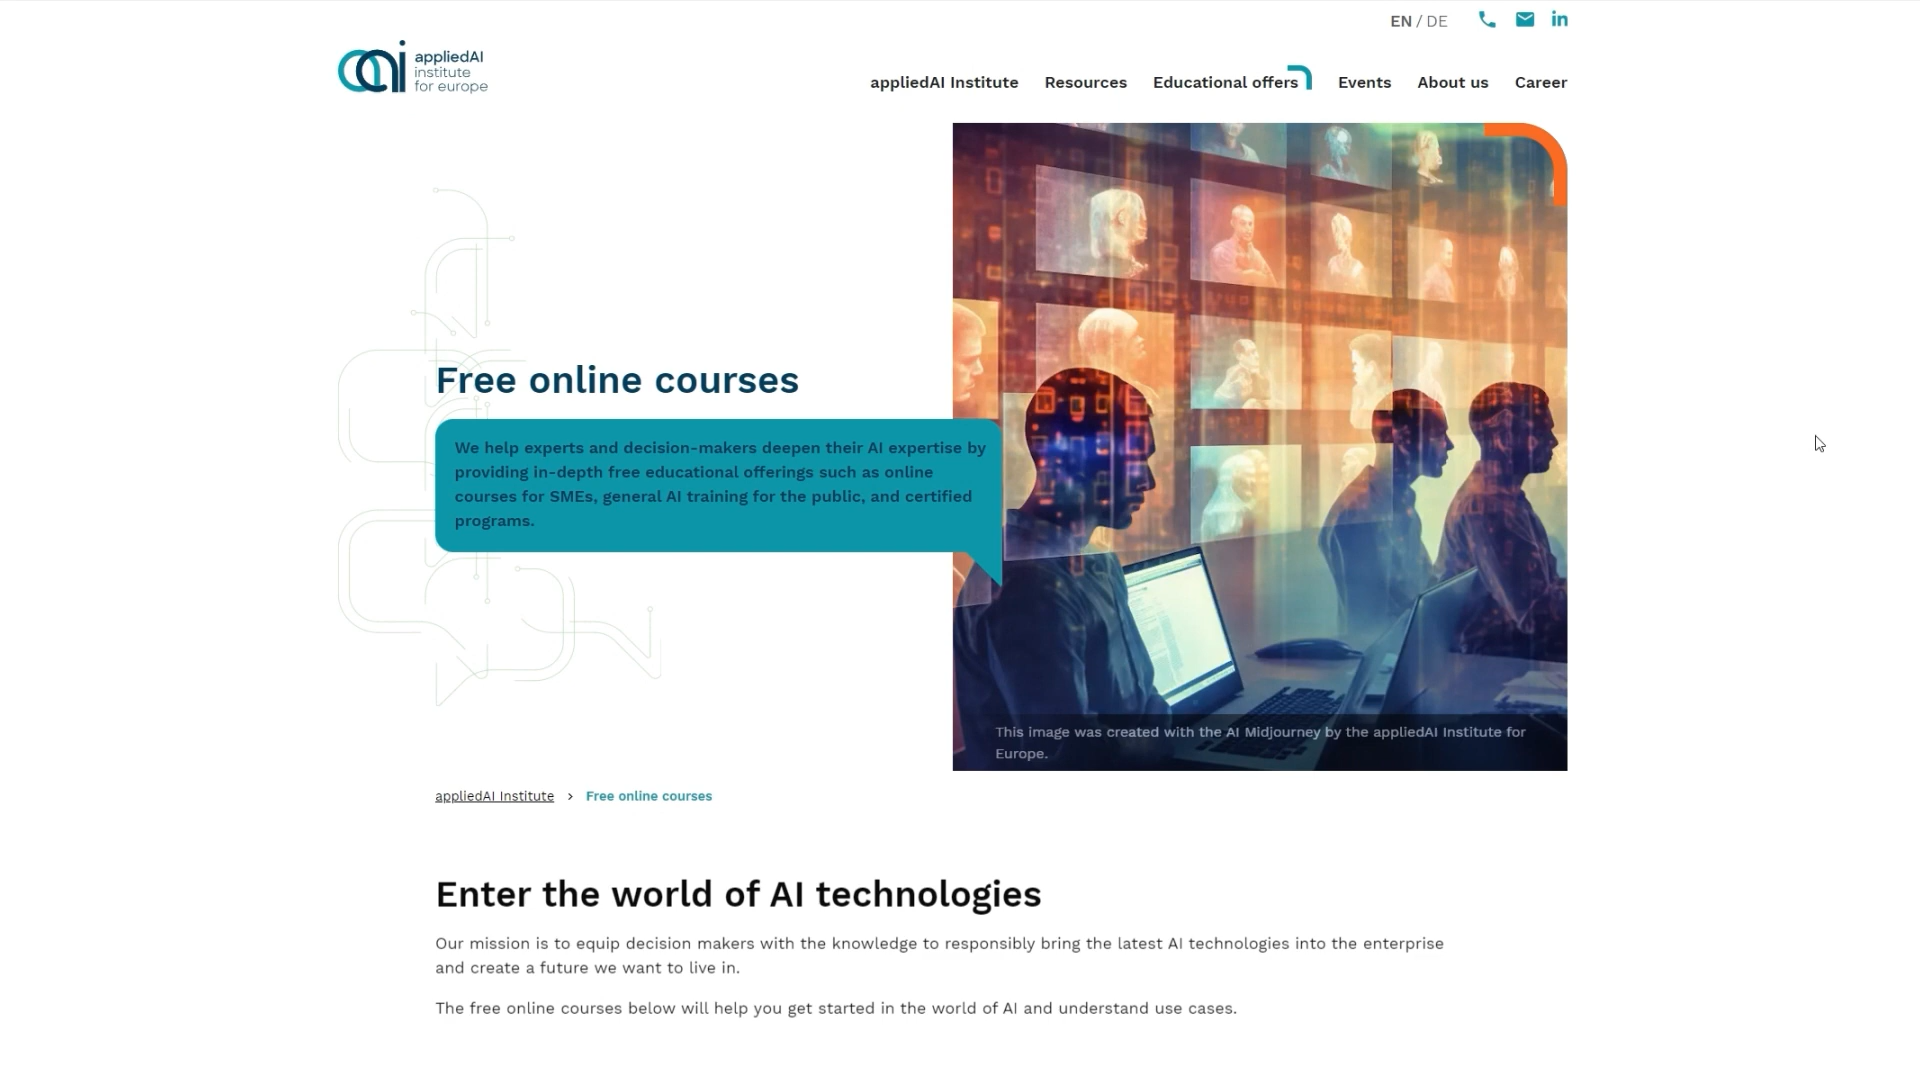 EN / DE
appliedAI
institute
for europe
appliedAI Institute Resources Educational offers Events About us Career
Free online courses
We help experts and decision-makers deepen their AI expertise by
providing in-depth free educational offerings such as online
courses for SMEs, general AI training for the public, and certified
programs.
This image was created with the AI Midjourney by the appliedAI Institute for
Europe.
appliedAI Institute > Free online courses
Enter the world of AI technologies
Our mission is to equip decision makers with the knowledge to responsibly bring the latest AI technologies into the enterprise
and create a future we want to live in.
The free online courses below will help you get started in the world of AI and understand use cases.